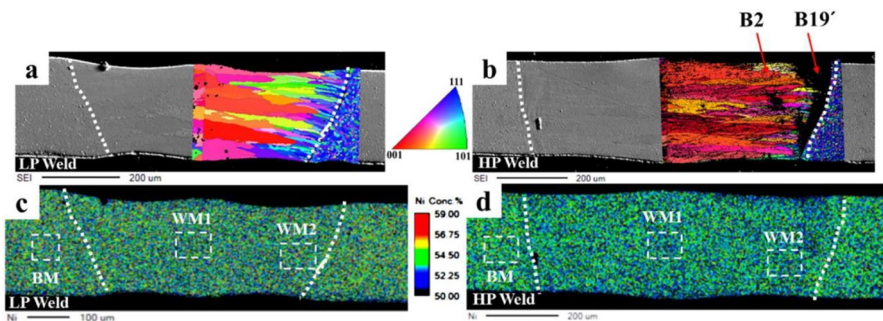 B2
B19´
a
b
111
001
101
LP Weld
HP Weld
SEI
200 um
SEI
200 um
c
d
Ni Conc.%
59.00
56.75
54.50
52.25
50.00
WM1
WM2
BM
LP Weld
WM1
WM2
BM
HP Weld
Ni
100 um
Ni
200 um